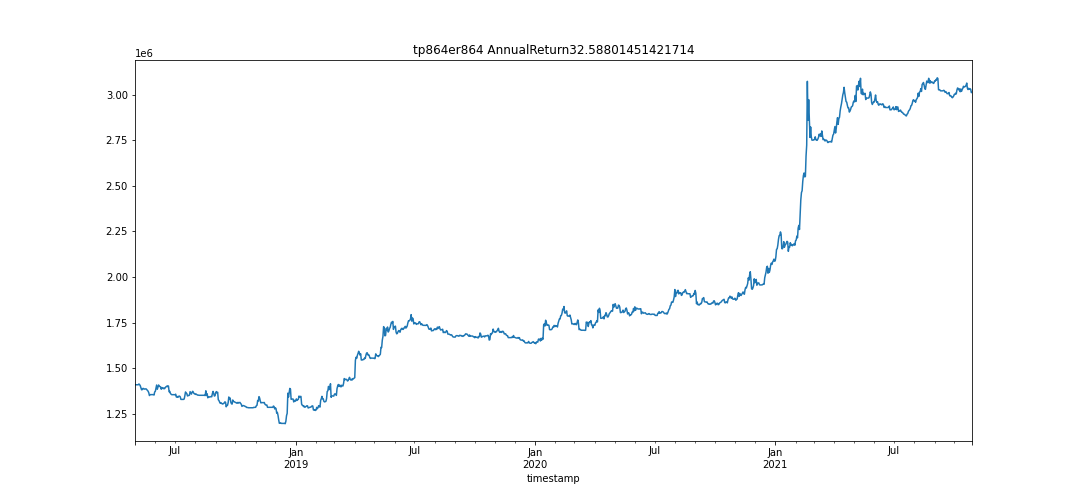 tp864er864 AnnualReturn32.58801451421714
1e6
3.00
2.75
2.50
2.25
2.00
1.75
1.50
1.25
Jul
Jan
2019
Jul
Jan
2020
Jul
Jan
2021
Jul
timestamp